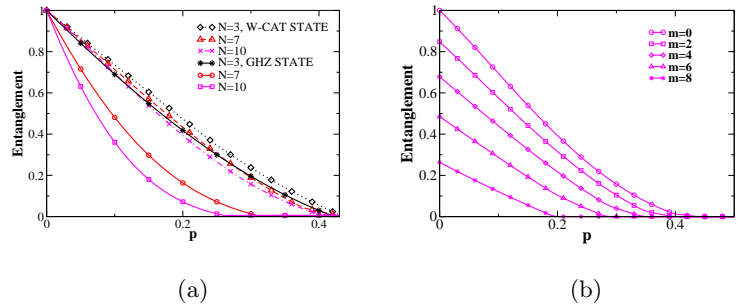 N=3, W-CAT STATE
N=7
N=10
N=3, GHZ STATE
N=7
N=10
Entanglement
1
0.8
0.6
0.4
0.2
0
0
0.2
0.4
p
(a)
m=0
m=2
m=4
m=6
m=8
Entanglement
1
0.8
0.6
0.4
0.2
0
0
0.2
0.4
p
(b)